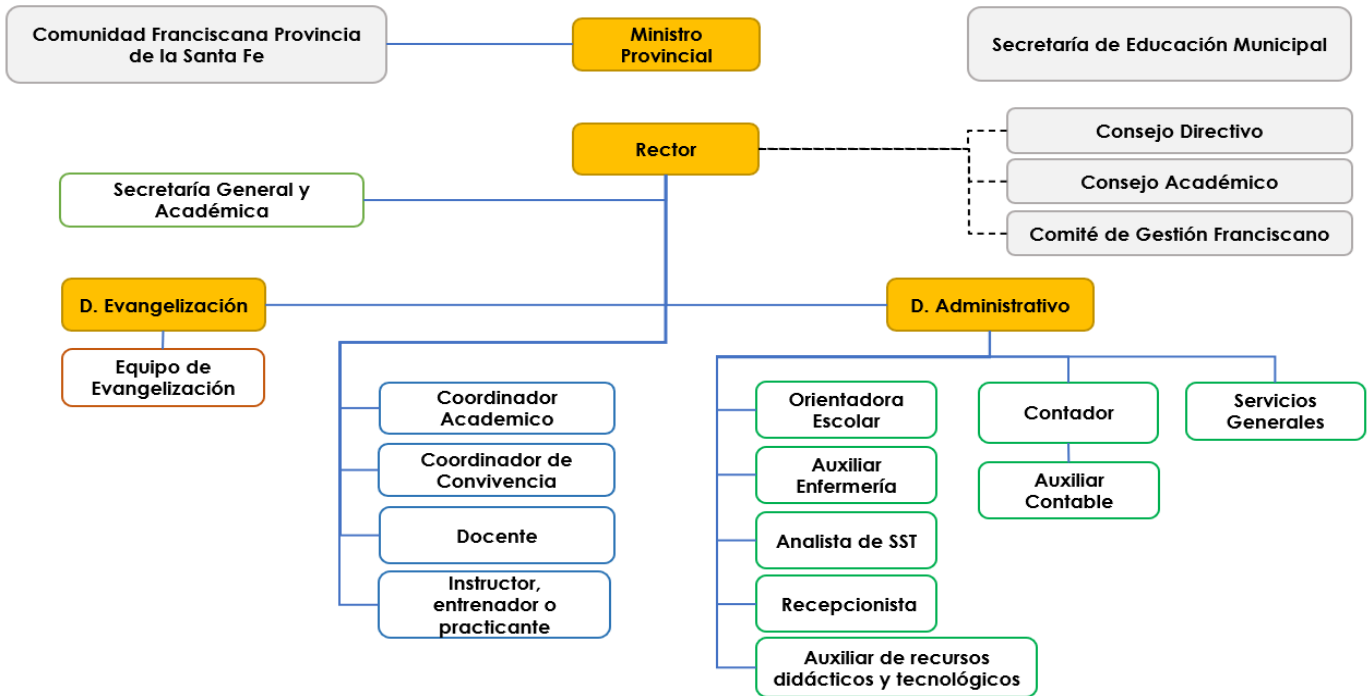 Comunidad Franciscana Provincia
de la Santa Fe
Ministro
Provincial
Secretaría de Educación Municipal
Rector
Consejo Directivo
Consejo Académico
Comité de Gestión Franciscano
Secretaría General y
Académica
D. Evangelización
D. Administrativo
Equipo de
Evangelización
Coordinador
Academico
Coordinador de
Convivencia
Docente
Instructor,
entrenador o
practicante
Orientadora
Escolar
Auxiliar
Enfermería
Analista de SST
Recepcionista
Auxiliar de recursos
didácticos y tecnológicos
Contador
Auxiliar
Contable
Servicios
Generales